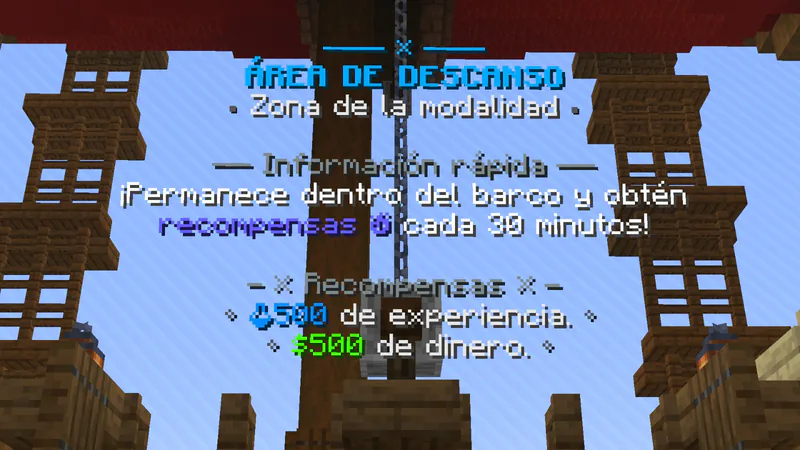 ÁREA DE DESCANSO
• Zona de la modalidad •
Información rápida
¡Permanece dentro del barco y obtén
recompensas cada 30 minutos!
Recompensas
500 de experiencia.
$500 de dinero.